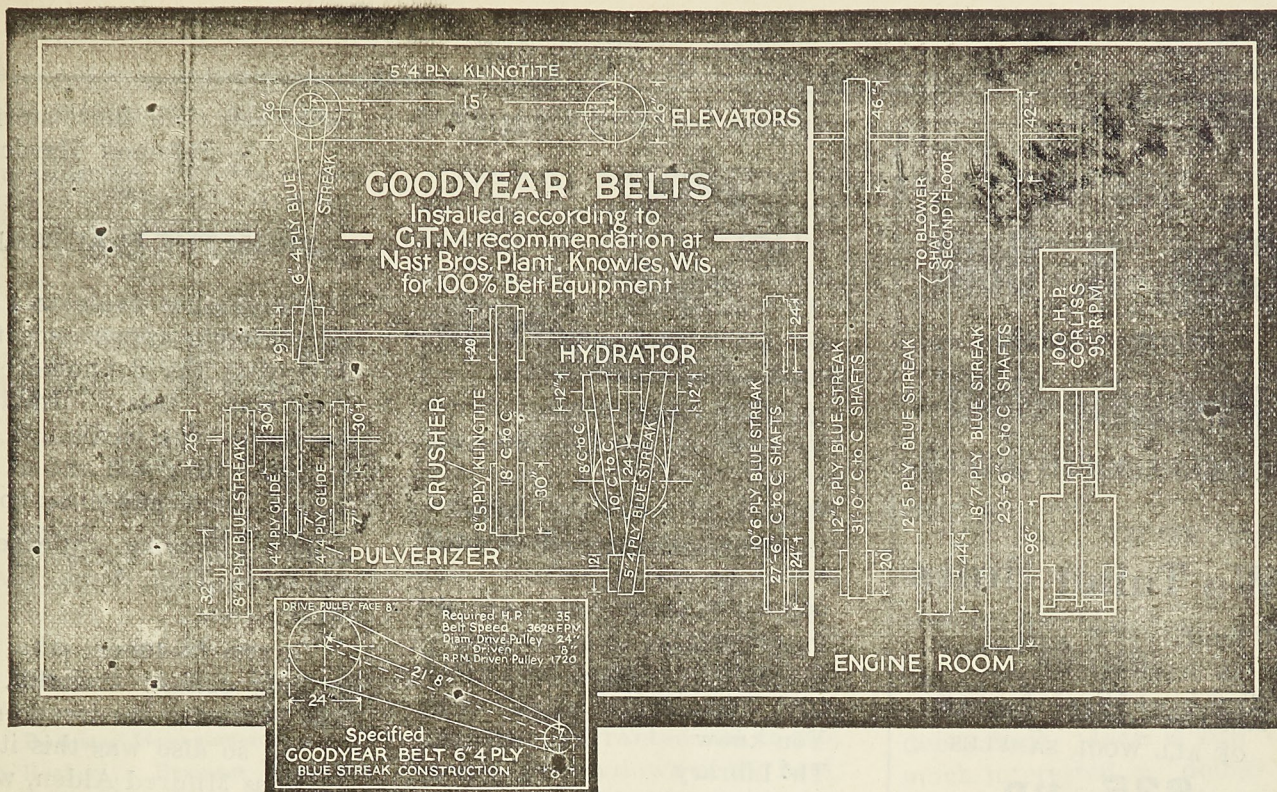 5" 4 PLY KLINGTITE
15'
26"
26"
ELEVATORS
6" 4 PLY BLUE
STREAK
GOODYEAR BELTS
Installed according to
G.T.M. recommendation at
Nast Bros. Plant, Knowles, Wis.
for 100% Belt Equipment
46"
42"
TO BLOWER
SHAFT ON
SECOND FLOOR
100 H.P.
CORLISS
95 R.P.M
9"
20
24"
HYDRATOR
12"
12"
26"
30"
30"
8" 4 PLY BLUE STREAK
4" 4 PLY GLIDE
7"
4" 4 PLY GLIDE
7"
PULVERIZER
32"
CRUSHER
8" 5 PLY KLINGTITE
18' C to C
30"
8' C to C
10' C to C.
24"
5" 4 PLY BLUE STREAK
12"
10" 6 PLY BLUE STREAK
27'-6" C to C. SHAFTS
24"
12" 6 PLY BLUE STREAK
31'-0" C. to C. SHAFTS
20"
12" 5 PLY BLUE STREAK
44"
18" 7-PLY BLUE STREAK
23'-6" C to C SHAFTS
96"
ENGINE ROOM
DRIVE PULLEY FACE 8"
Required H.P. 35
Belt Speed 3628 F.P.M
Diam. Drive Pulley 24"
" Driven " 8"
R.P.M. Driven Pulley 1720
21' 8"
24"
8"
Specified
GOODYEAR BELT 6" 4 PLY
BLUE STREAK CONSTRUCTION